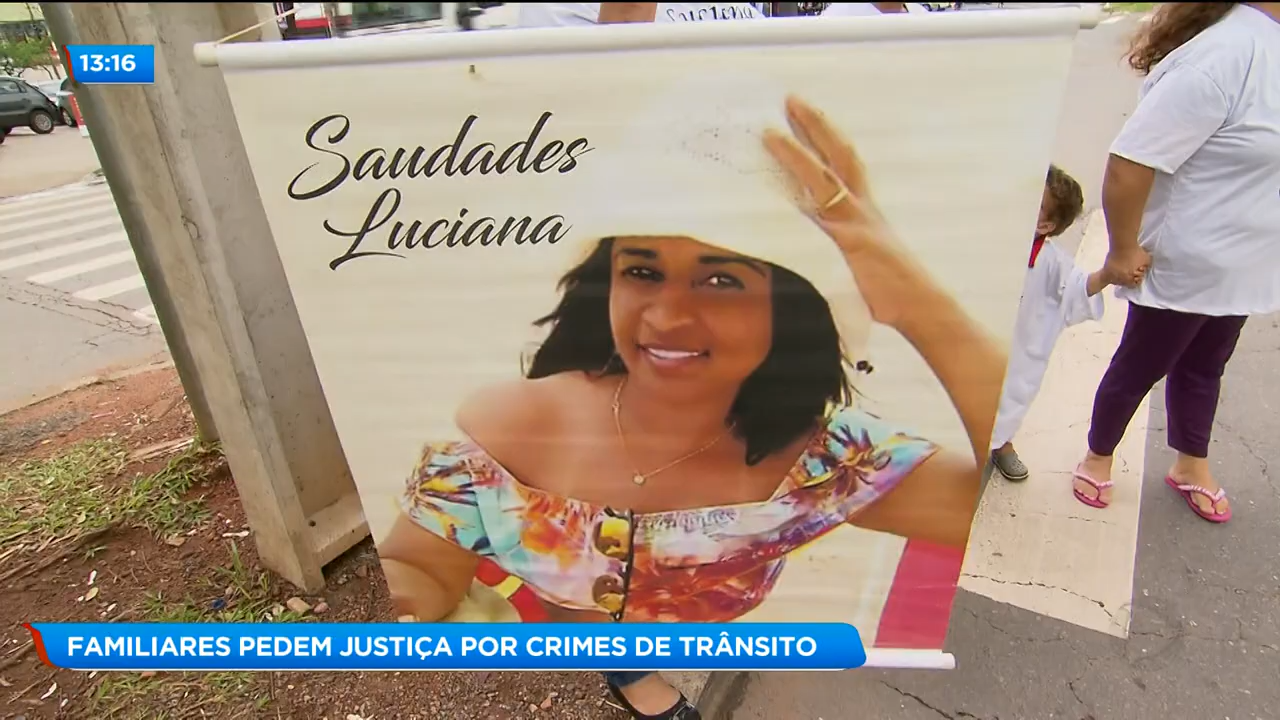 13:16
Saudades
Luciana
FAMILIARES PEDEM JUSTIÇA POR CRIMES DE TRÂNSITO